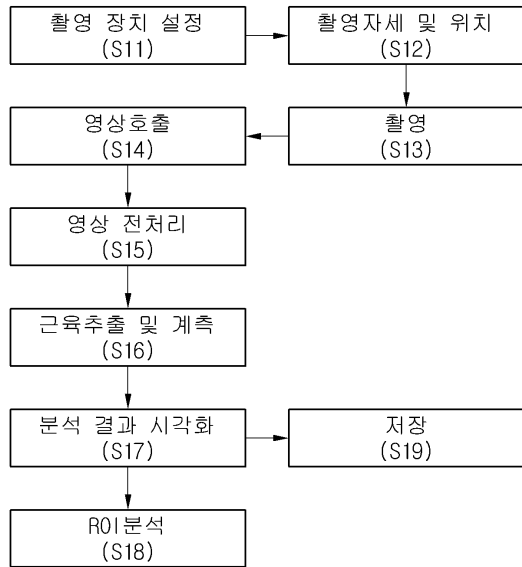 촬영 장치 설정
(S11)
촬영자세 및 위치
(S12)
영상호출
(S14)
촬영
(S13)
영상 전처리
(S15)
근육추출 및 계측
(S16)
분석 결과 시각화
(S17)
저장
(S19)
ROI분석
(S18)